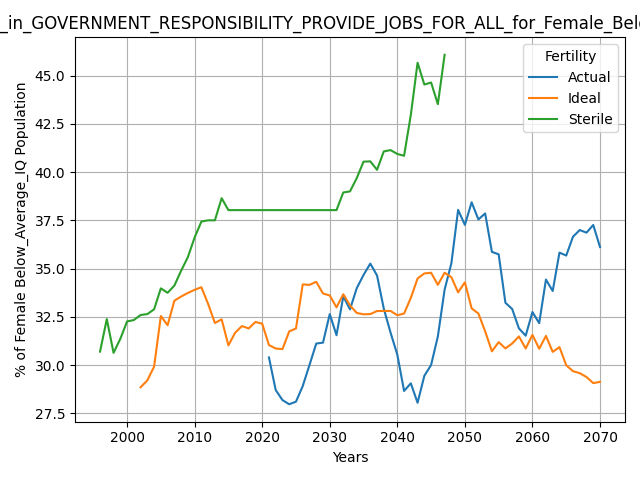 _in_GOVERNMENT_RESPONSIBILITY_PROVIDE_JOBS_FOR_ALL_for_Female_Bel
Fertility
Actual
Ideal
Sterile
% of Female Below_Average_IQ Population
45.0
42.5
40.0
37.5
35.0
32.5
30.0
27.5
2000 2010 2020 2030 2040 2050 2060 2070
Years